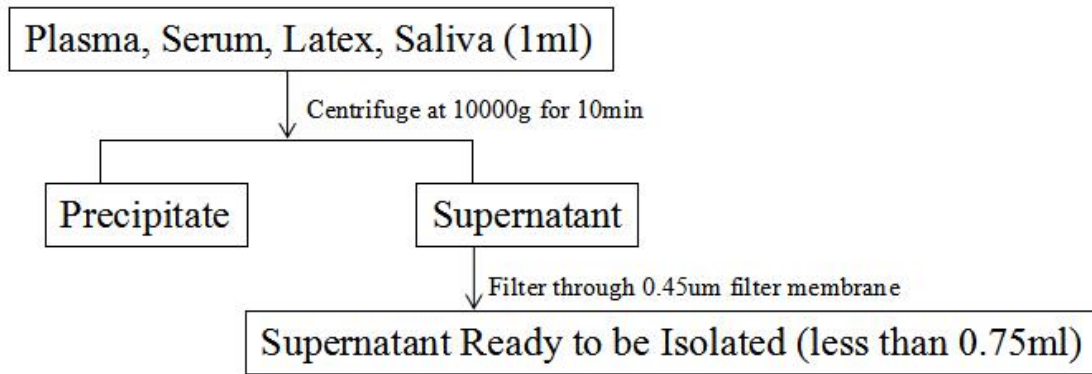 Plasma, Serum, Latex, Saliva (1ml)
Centrifuge at 10000g for 10min
Precipitate
Supernatant
Filter through 0.45um filter membrane
Supernatant Ready to be Isolated (less than 0.75ml)